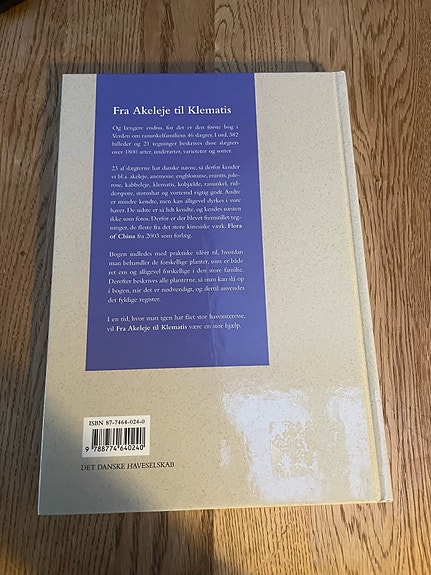 Fra Akeleje til Klematis
Og længere endnu, for det er den første bog i
Verden om ranunkelfamiliens 46 slægter. I ord, 382
billeder og 21 tegninger beskrives disse slægters
over 1800 arter, underarter, varieteter og sorter.
23 af slægterne har danske navne, så derfor kender
vi bl.a. akeleje, anemone, engblomme, erantis, jule-
rose, kabbeleje, klematis, kobjælde, ranunkel, rid-
derspore, stormhat og vorterod rigtig godt. Andre
er mindre kendte, men kan alligevel dyrkes i vore
haver. De sidste er så lidt kendte, og kendes næsten
ikke som fotos. Derfor er der blevet fremstillet teg-
ninger, de fleste fra det store kinesiske værk: Flora
of China fra 2003 som forlæg.
Bogen indledes med praktiske idéer til, hvordan
man behandler de forskellige planter, som er både
ret ens og alligevel forskellige i den store familie.
Derefter beskrives alle planterne, så man kan slå op
i bogen, når det er nødvendigt, og dertil anvendes
det fyldige register.
I en tid, hvor man igen har fået stor haveinteresse,
vil Fra Akeleje til Klematis være en stor hjælp.
ISBN 87-7464-024-0
9 788774 640240
DET DANSKE HAVESELSKAB